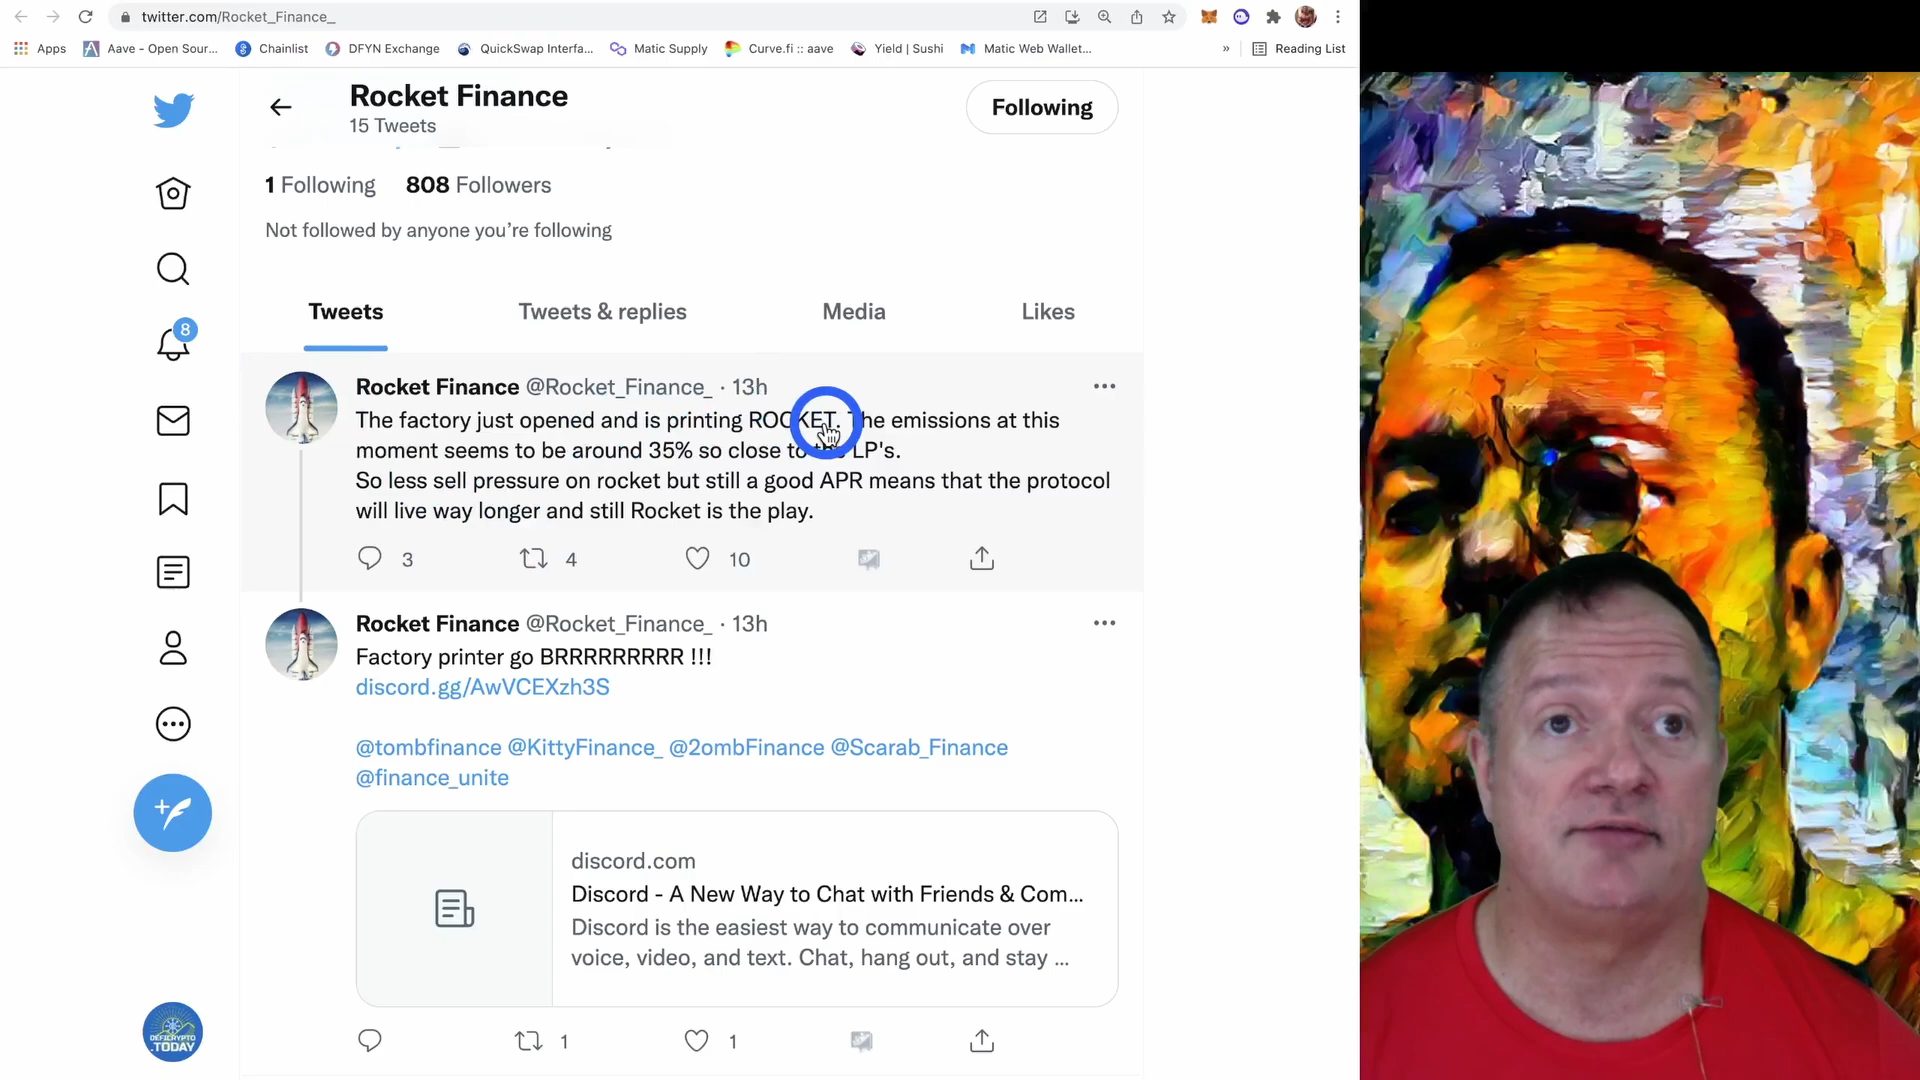 twitter.com/Rocket_Finance_
Apps
Aave - Open Sour...
Chainlist
DFYN Exchange
QuickSwap Interfa...
Matic Supply
Curve.fi :: aave
Yield | Sushi
Matic Web Wallet...
»
Reading List
Rocket Finance
15 Tweets
Following
1 Following 808 Followers
Not followed by anyone you're following
Tweets
Tweets & replies
Media
Likes
8
Rocket Finance @Rocket_Finance_ · 13h
The factory just opened and is printing ROCKET. The emissions at this
moment seems to be around 35% so close to the LP's.
So less sell pressure on rocket but still a good APR means that the protocol
will live way longer and still Rocket is the play.
3
4
10
Rocket Finance @Rocket_Finance_ · 13h
Factory printer go BRRRRRRRRR !!!
discord.gg/AwVCEXzh3S
@tombfinance @KittyFinance_ @2ombFinance @Scarab_Finance
@finance_unite
discord.com
Discord - A New Way to Chat with Friends & Com...
Discord is the easiest way to communicate over
voice, video, and text. Chat, hang out, and stay ...
1
1
DEFICRYPTO
.TODAY